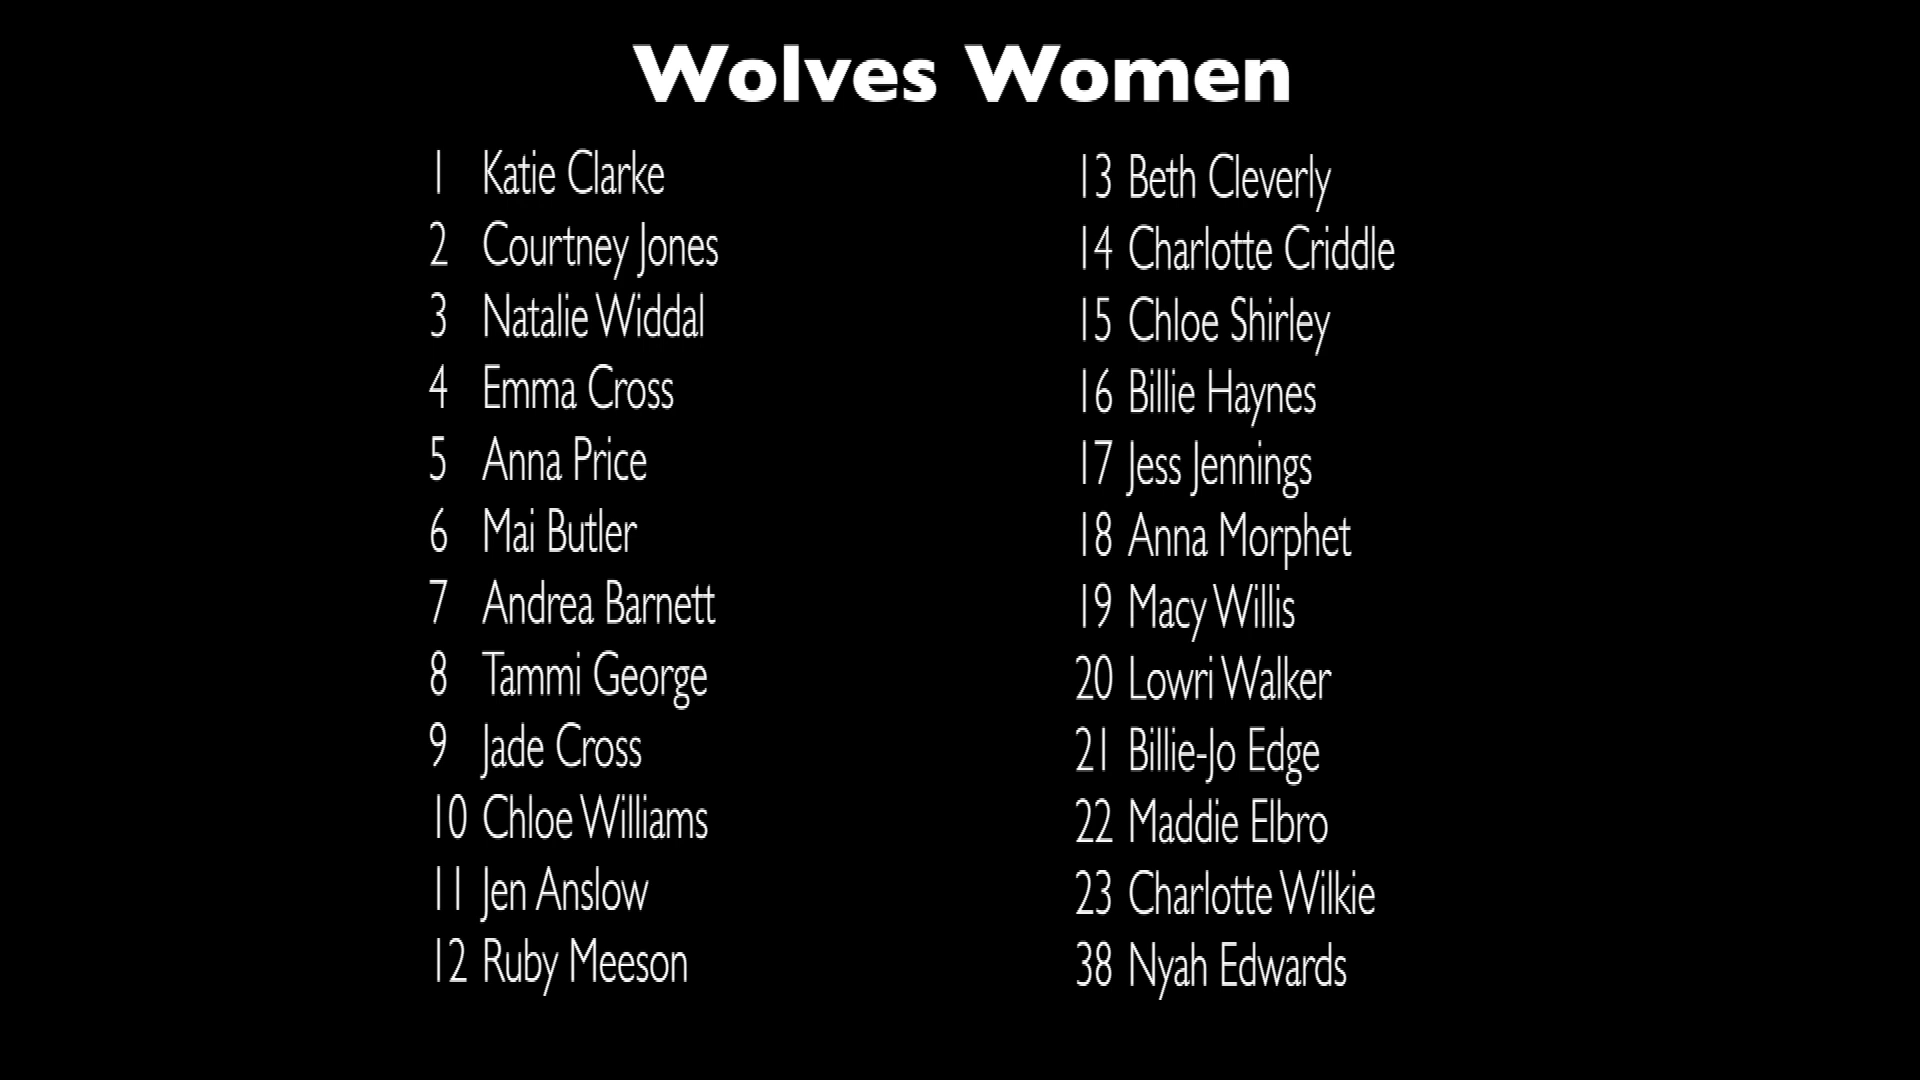 Wolves Women
1 Katie Clarke
2 Courtney Jones
3 Natalie Widdal
4 Emma Cross
5 Anna Price
6 Mai Butler
7 Andrea Barnett
8 Tammi George
9 Jade Cross
10 Chloe Williams
11 Jen Anslow
12 Ruby Meeson
13 Beth Cleverly
14 Charlotte Criddle
15 Chloe Shirley
16 Billie Haynes
17 Jess Jennings
18 Anna Morphet
19 Macy Willis
20 Lowri Walker
21 Billie-Jo Edge
22 Maddie Elbro
23 Charlotte Wilkie
38 Nyah Edwards